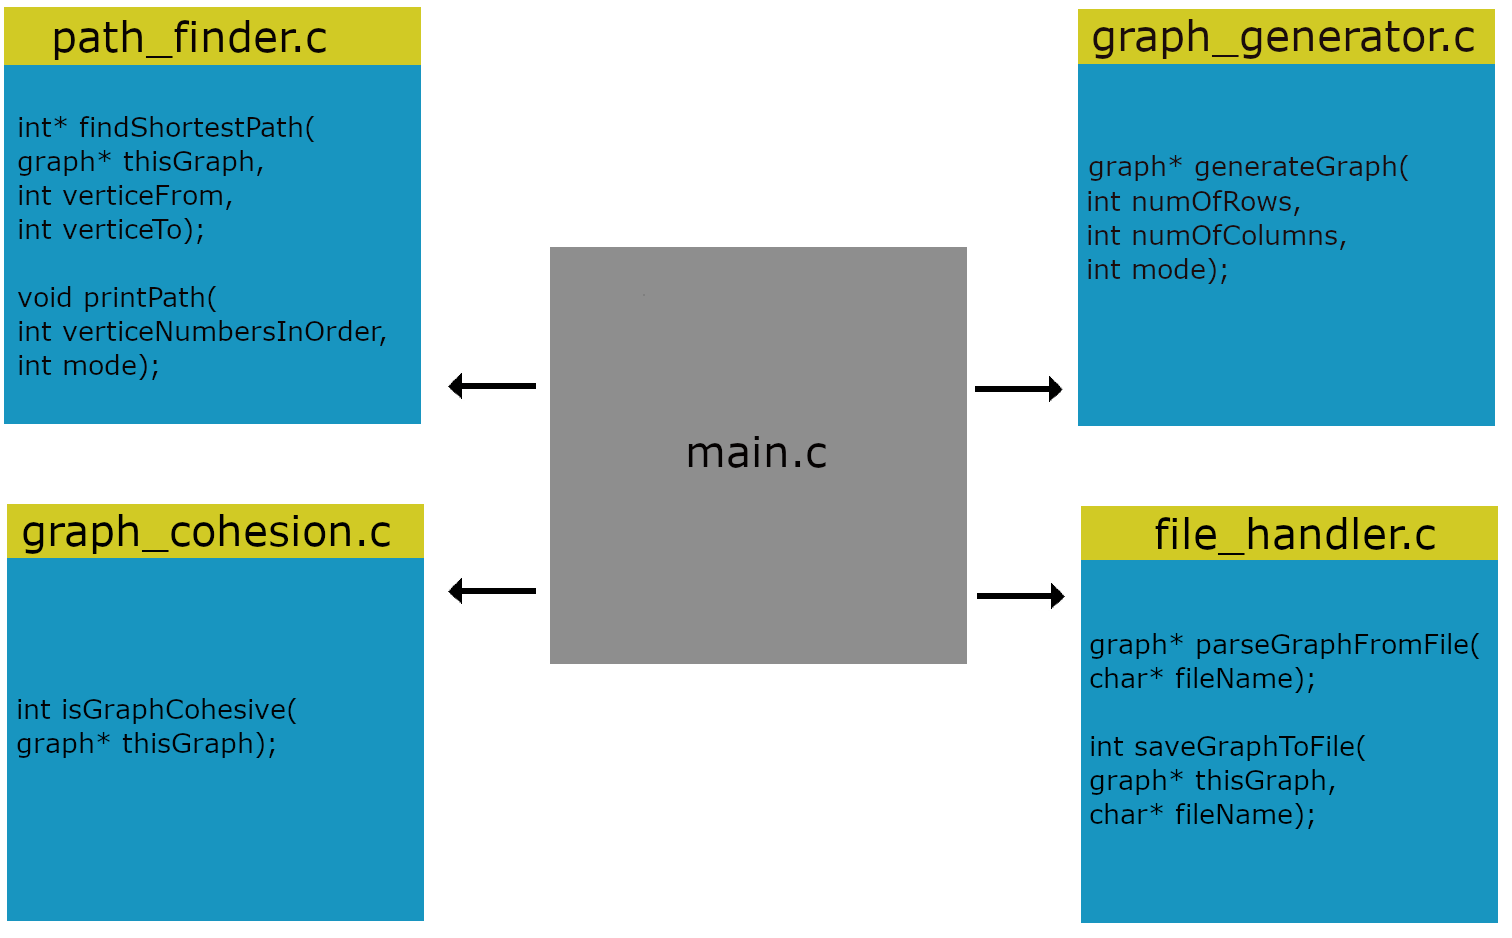 path_finder.c
int* findShortestPath(
graph* thisGraph,
int verticeFrom,
int verticeTo);
void printPath(
int verticeNumbersInOrder,
int mode);
graph_generator.c
graph* generateGraph(
int numOfRows,
int numOfColumns,
int mode);
main.c
graph_cohesion.c
int isGraphCohesive(
graph* thisGraph);
file_handler.c
graph* parseGraphFromFile(
char* fileName);
int saveGraphToFile(
graph* thisGraph,
char* fileName);